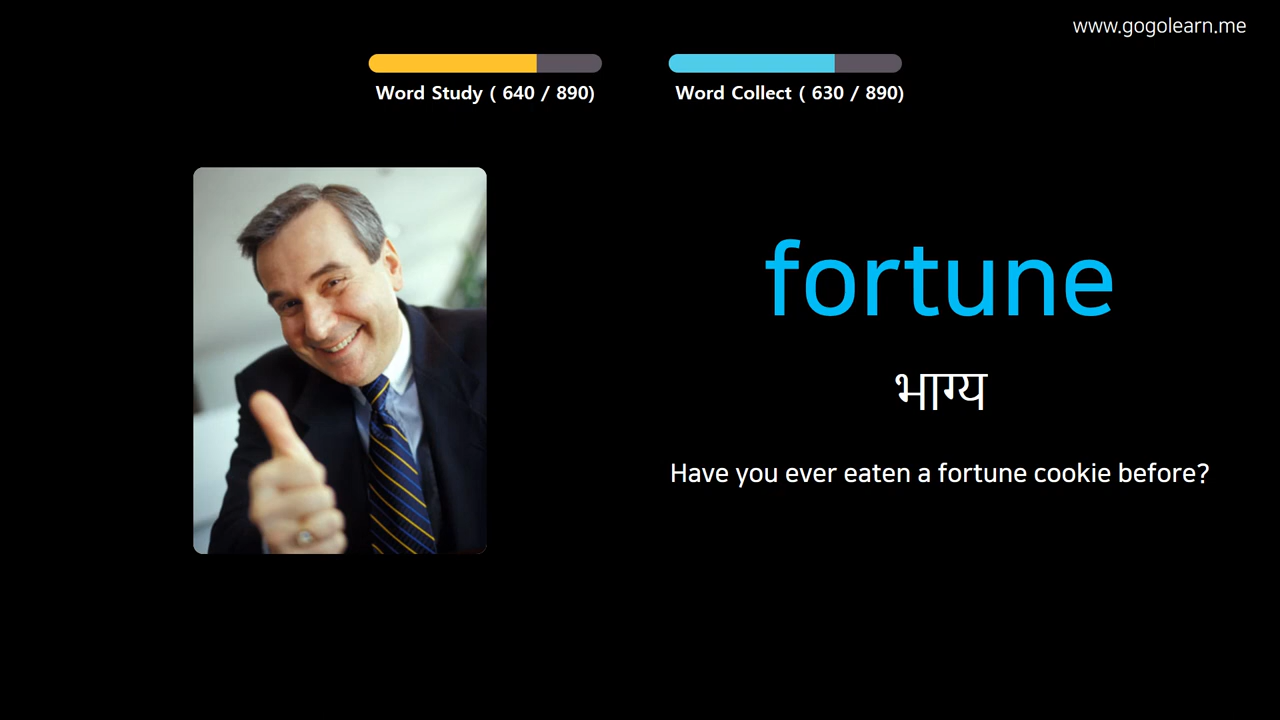 www.gogolearn.me
Word Study ( 640 / 890)
Word Collect ( 630 / 890)
fortune
भाग्य
Have you ever eaten a fortune cookie before?